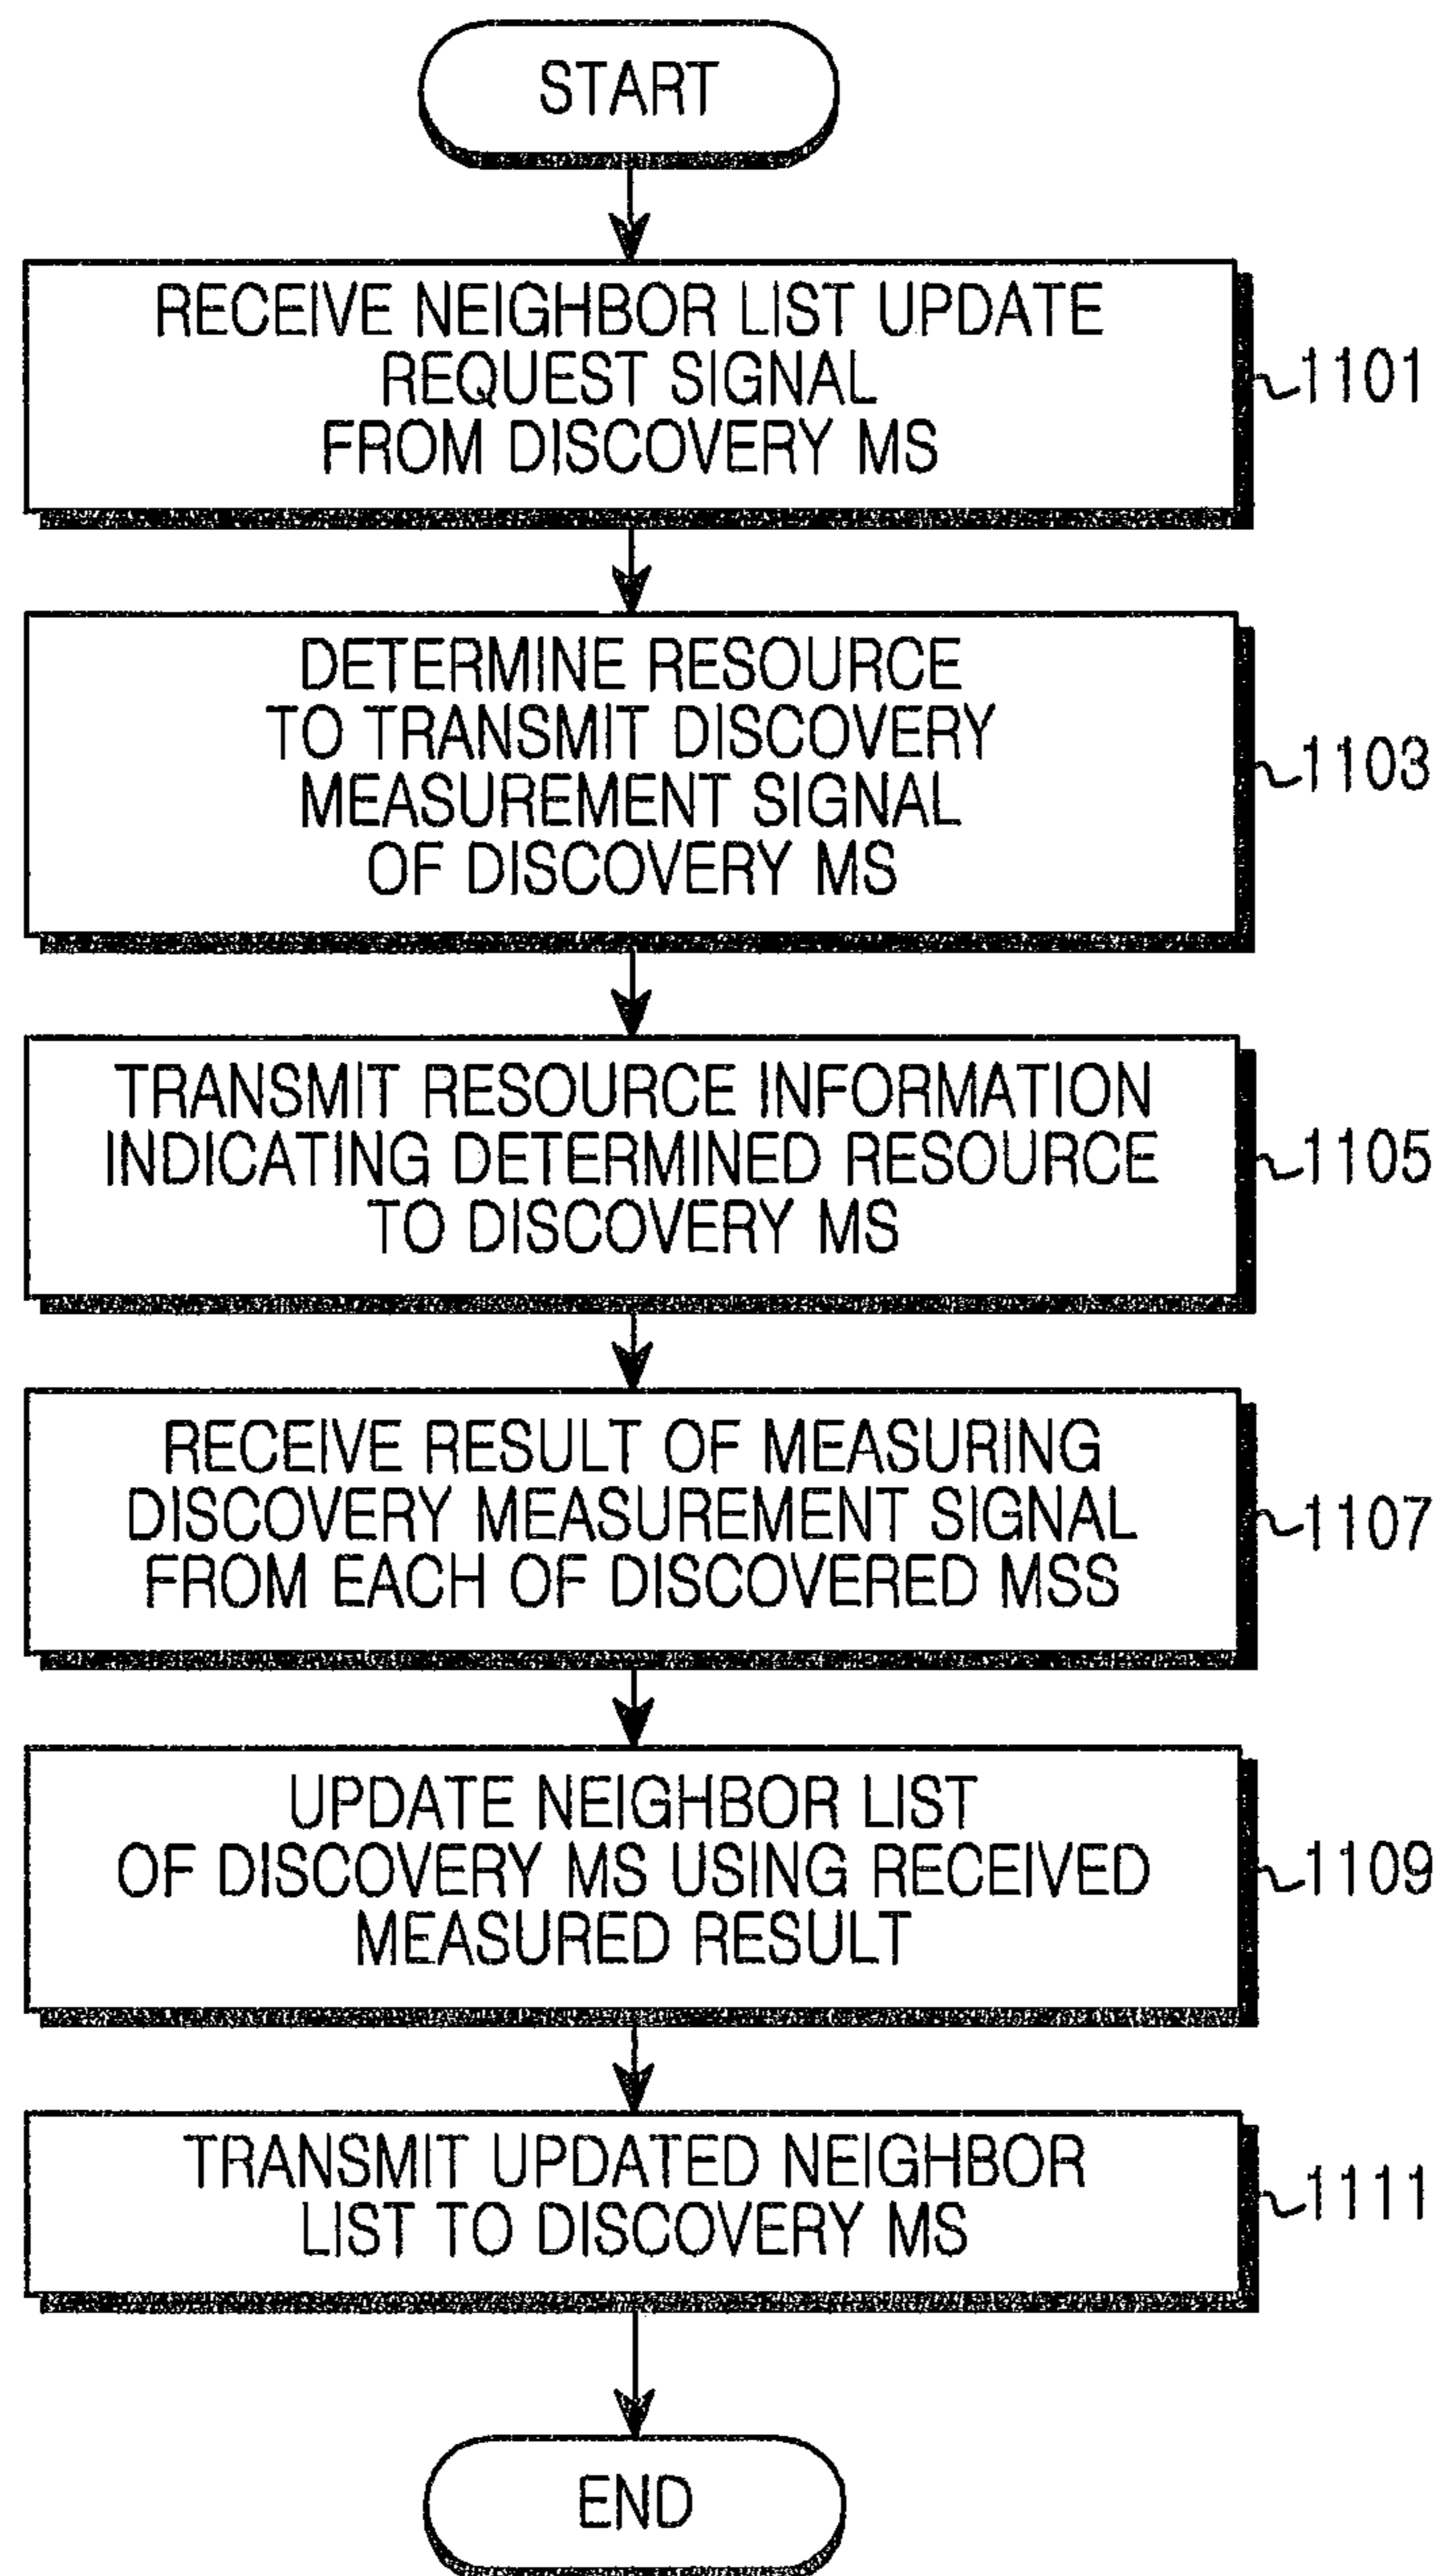 START
RECEIVE NEIGHBOR LIST UPDATE
REQUEST SIGNAL
FROM DISCOVERY MS
1101
DETERMINE RESOURCE
TO TRANSMIT DISCOVERY
MEASUREMENT SIGNAL
OF DISCOVERY MS
1103
TRANSMIT RESOURCE INFORMATION
INDICATING DETERMINED RESOURCE
TO DISCOVERY MS
1105
RECEIVE RESULT OF MEASURING
DISCOVERY MEASUREMENT SIGNAL
FROM EACH OF DISCOVERED MSS
1107
UPDATE NEIGHBOR LIST
OF DISCOVERY MS USING RECEIVED
MEASURED RESULT
1109
TRANSMIT UPDATED NEIGHBOR
LIST TO DISCOVERY MS
1111
END